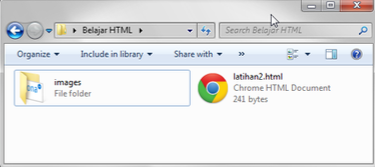 Belajar HTML
Search Belajar HTML
Organize
Include in library
Share with
»
images
File folder
latihan2.html
Chrome HTML Document
241 bytes